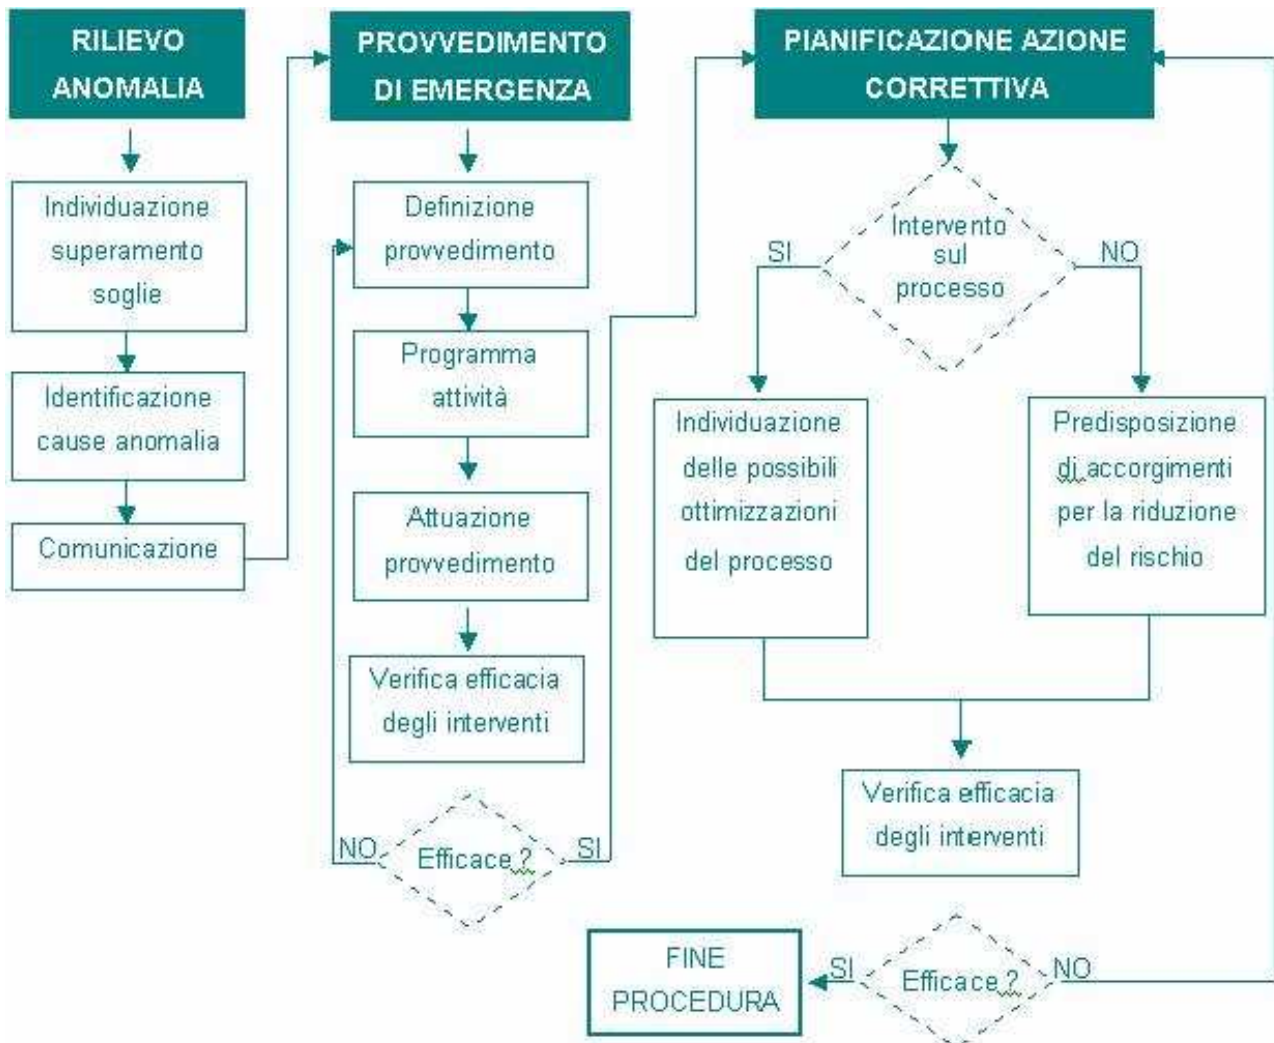 RILIEVO
ANOMALIA
Individuazione
superamento
soglie
Identificazione
cause anomalia
Comunicazione
PROVVEDIMENTO
DI EMERGENZA
Definizione
provvedimento
Programma
attività
Attuazione
provvedimento
Verifica efficacia
degli interventi
NO
Efficace ?
SI
PIANIFICAZIONE AZIONE
CORRETTIVA
Intervento
sul
processo
SI
NO
Individuazione
delle possibili
ottimizzazioni
del processo
Predisposizione
di accorgimenti
per la riduzione
del rischio
Verifica efficacia
degli interventi
Efficace ?
SI
NO
FINE
PROCEDURA